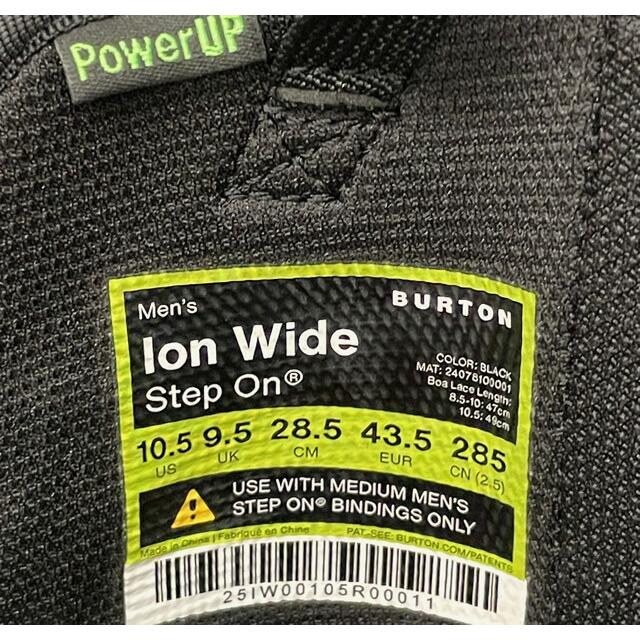 PowerUP
Men's
BURTON
Ion Wide
Step On®
COLOR: BLACK
MAT: 24078100001
Boa Lace Length:
8.5-10: 47cm
10.5: 49cm
10.5 9.5 28.5 43.5 285
US UK CM EUR CN (2.5)
USE WITH MEDIUM MEN'S
STEP ON® BINDINGS ONLY
Made in China | Fabriqué en Chine
PAT-SEE: BURTON.COM/PATENTS
25IW00105R00011